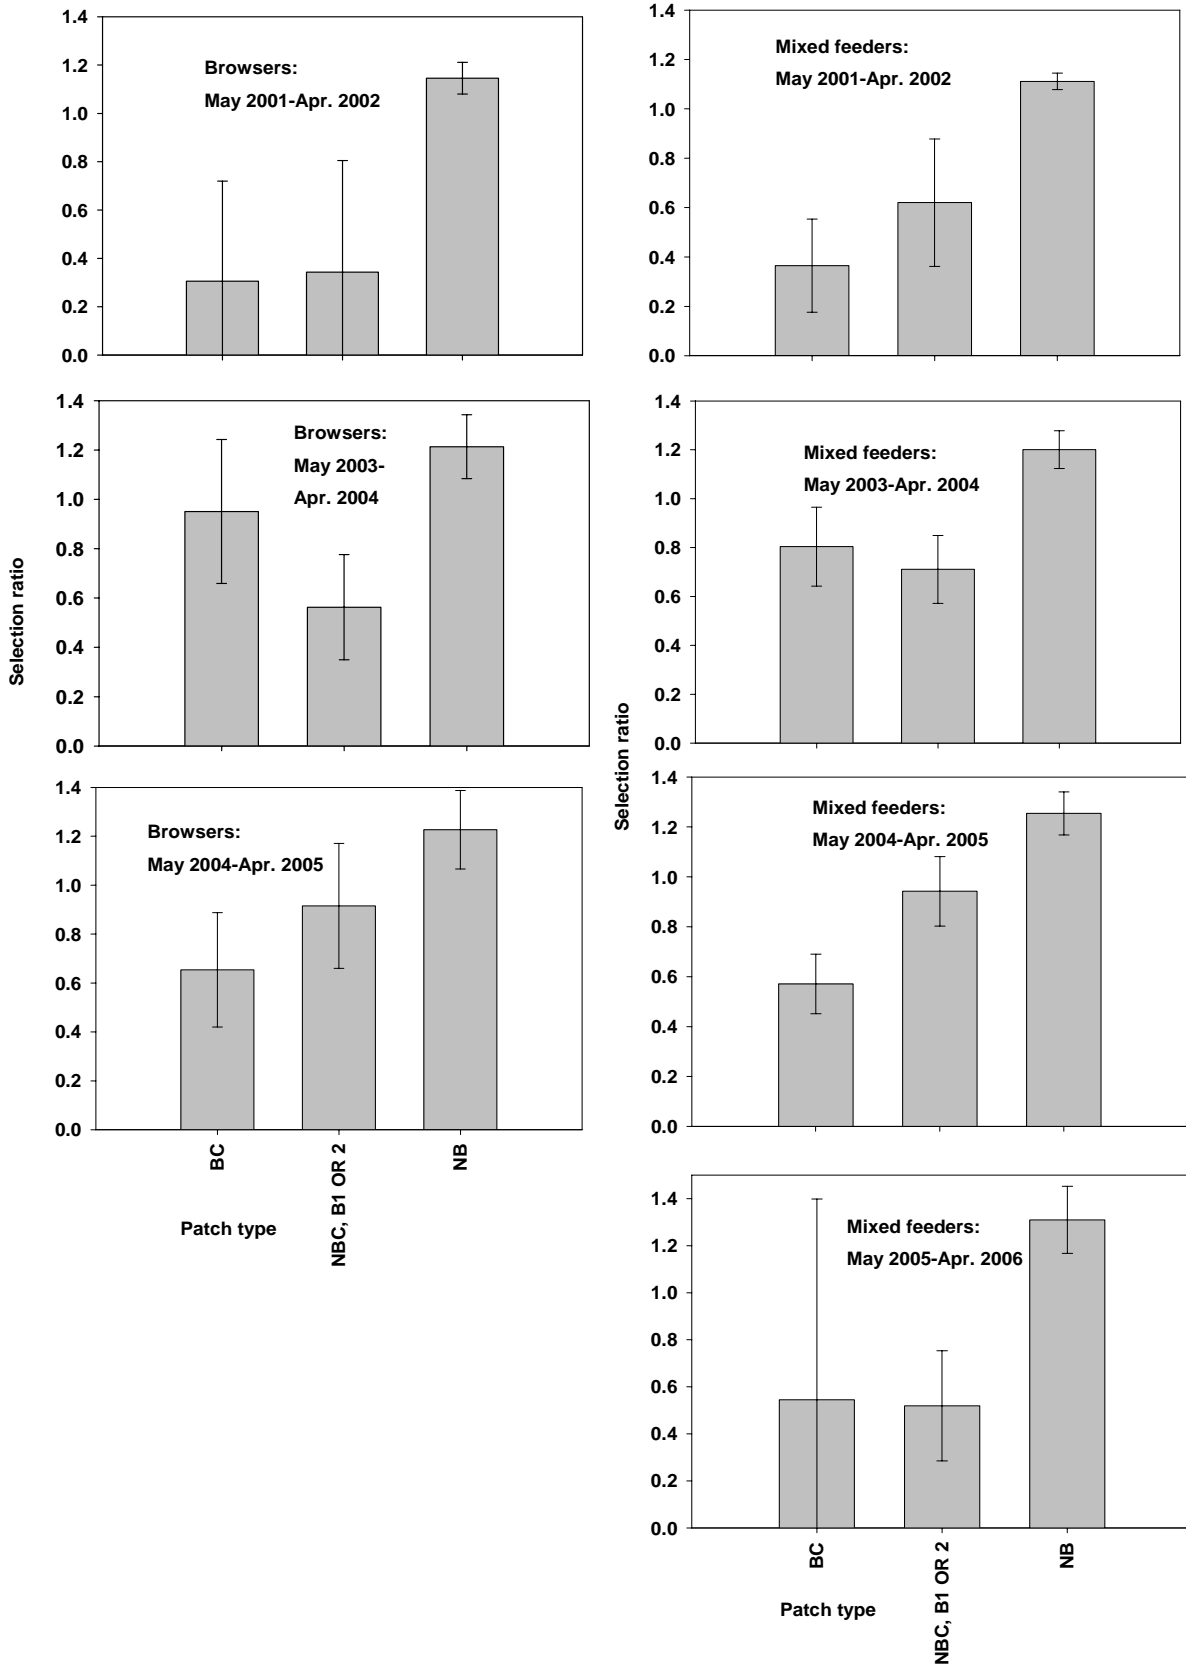 1.4
1.2
1.0
0.8
0.6
0.4
0.2
0.0
Browsers:
May 2001-Apr. 2002
1.4
1.2
1.0
0.8
0.6
0.4
0.2
0.0
Mixed feeders:
May 2001-Apr. 2002
1.4
1.2
1.0
0.8
0.6
0.4
0.2
0.0
Browsers:
May 2003-
Apr. 2004
Selection ratio
1.4
1.2
1.0
0.8
0.6
0.4
0.2
0.0
Mixed feeders:
May 2003-Apr. 2004
Selection ratio
1.4
1.2
1.0
0.8
0.6
0.4
0.2
0.0
Browsers:
May 2004-Apr. 2005
BC
NBC, B1 OR 2
NB
Patch type
1.4
1.2
1.0
0.8
0.6
0.4
0.2
0.0
Mixed feeders:
May 2004-Apr. 2005
1.4
1.2
1.0
0.8
0.6
0.4
0.2
0.0
Mixed feeders:
May 2005-Apr. 2006
BC
NBC, B1 OR 2
NB
Patch type